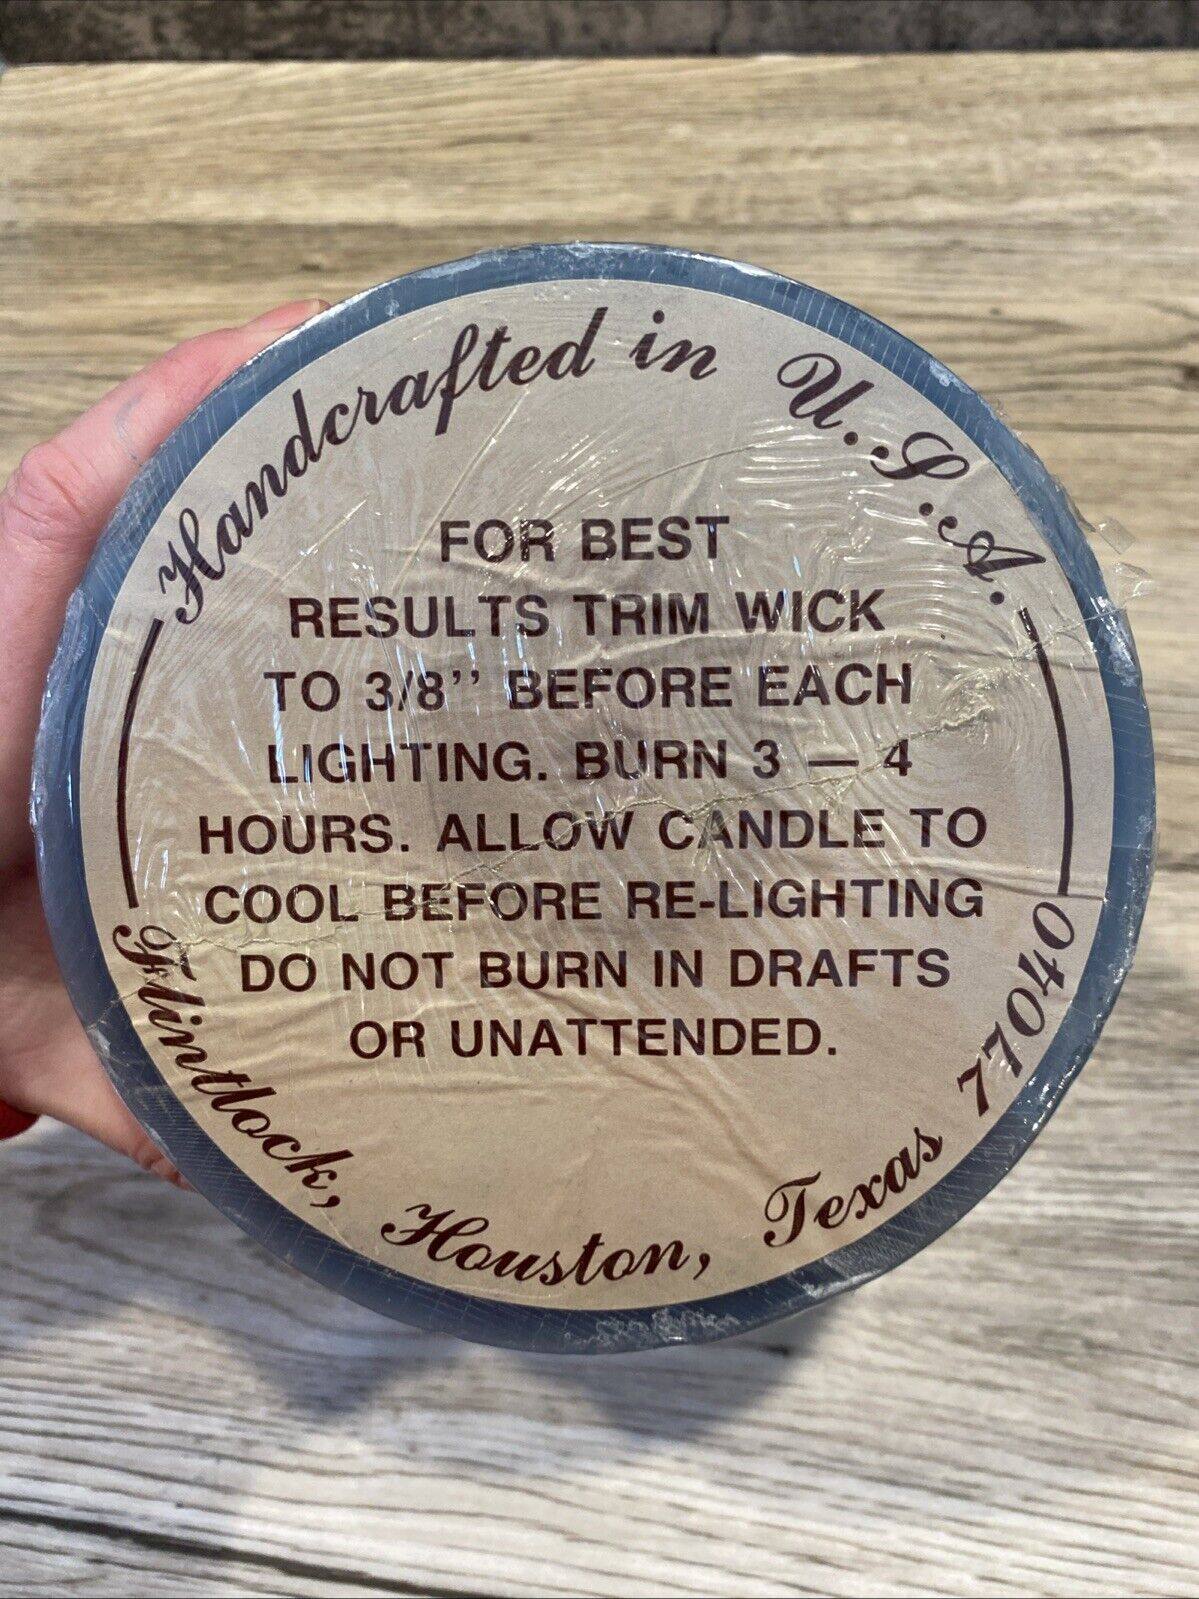 Handcrafted in U.S.A.
FOR BEST
RESULTS TRIM WICK
TO 3/8'' BEFORE EACH
LIGHTING. BURN 3 — 4
HOURS. ALLOW CANDLE TO
COOL BEFORE RE-LIGHTING
DO NOT BURN IN DRAFTS
OR UNATTENDED.
Flintlock, Houston, Texas 77040